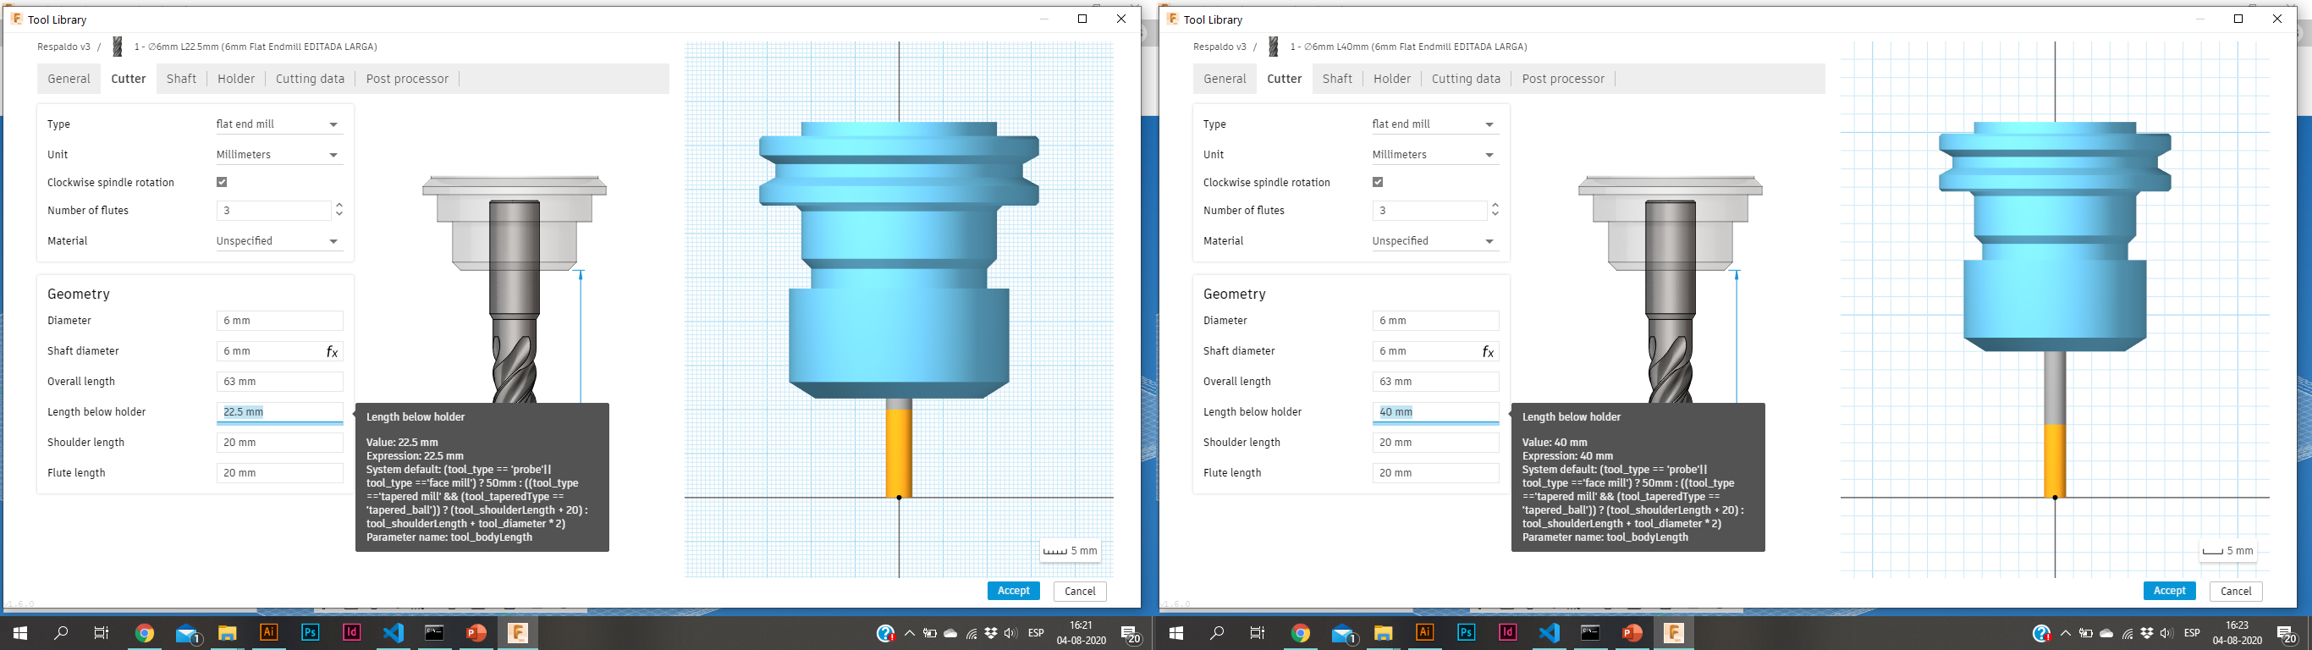 Tool Library
Respaldo v3 / 1 - ∅6mm L22.5mm (6mm Flat Endmill EDITADA LARGA)
General Cutter Shaft Holder Cutting data Post processor
Type flat end mill
Unit Millimeters
Clockwise spindle rotation
Number of flutes 3
Material Unspecified
Geometry
Diameter 6 mm
Shaft diameter 6 mm fx
Overall length 63 mm
Length below holder 22.5 mm
Shoulder length 20 mm
Flute length 20 mm
Length below holder
Value: 22.5 mm
Expression: 22.5 mm
System default: (tool_type == 'probe'||
tool_type =='face mill') ? 50mm : ((tool_type
=='tapered mill' && (tool_taperedType ==
'tapered_ball')) ? (tool_shoulderLength + 20) :
tool_shoulderLength + tool_diameter * 2)
Parameter name: tool_bodyLength
5 mm
Accept Cancel
1 Ai Ps Id P F
ESP
16:21
04-08-2020
20
Tool Library
Respaldo v3 / 1 - ∅6mm L40mm (6mm Flat Endmill EDITADA LARGA)
General Cutter Shaft Holder Cutting data Post processor
Type flat end mill
Unit Millimeters
Clockwise spindle rotation
Number of flutes 3
Material Unspecified
Geometry
Diameter 6 mm
Shaft diameter 6 mm fx
Overall length 63 mm
Length below holder 40 mm
Shoulder length 20 mm
Flute length 20 mm
Length below holder
Value: 40 mm
Expression: 40 mm
System default: (tool_type == 'probe'||
tool_type =='face mill') ? 50mm : ((tool_type
=='tapered mill' && (tool_taperedType ==
'tapered_ball')) ? (tool_shoulderLength + 20) :
tool_shoulderLength + tool_diameter * 2)
Parameter name: tool_bodyLength
5 mm
Accept Cancel
1 Ai Ps Id P F
ESP
16:23
04-08-2020
20